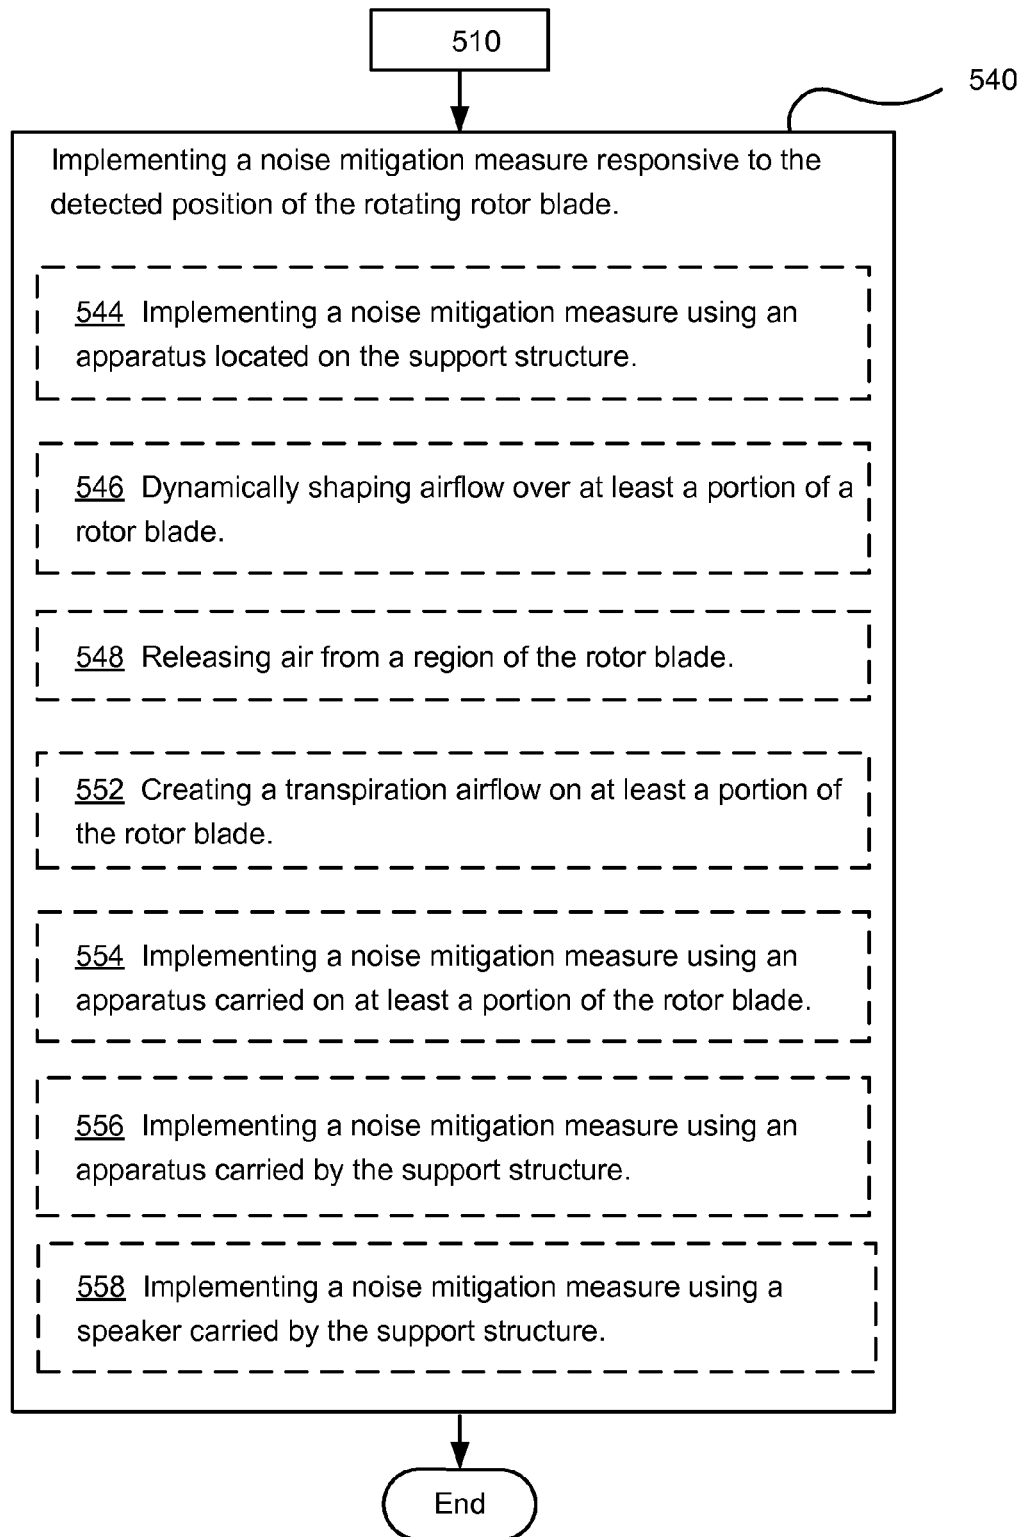 510
540
Implementing a noise mitigation measure responsive to the
detected position of the rotating rotor blade.
544 Implementing a noise mitigation measure using an
apparatus located on the support structure.
546 Dynamically shaping airflow over at least a portion of a
rotor blade.
548 Releasing air from a region of the rotor blade.
552 Creating a transpiration airflow on at least a portion of
the rotor blade.
554 Implementing a noise mitigation measure using an
apparatus carried on at least a portion of the rotor blade.
556 Implementing a noise mitigation measure using an
apparatus carried by the support structure.
558 Implementing a noise mitigation measure using a
speaker carried by the support structure.
End